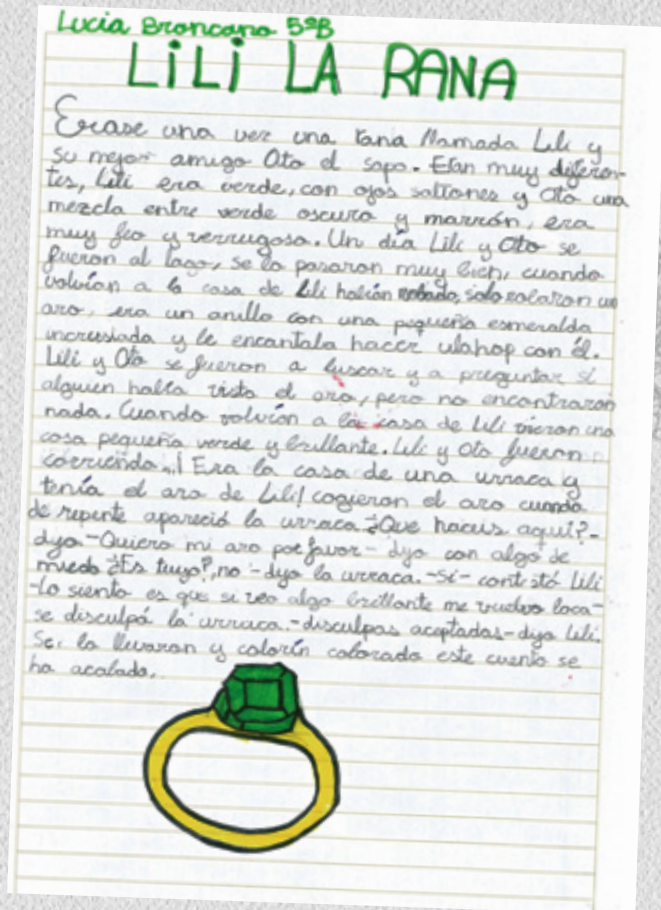 Lucia Broncano 5ºB
LiLi LA RANA
Erase una vez una rana llamada Lili y
su mejor amigo Oto el sapo. Eran muy diferen-
tes, Lili era verde, con ojos saltones y Oto una
mezcla entre verde oscuro y marrón, era
muy feo y verrugoso. Un día Lili y Oto se
fueron al lago, se lo pasaron muy bien, cuando
volvían a la casa de Lili habían robado, solo robaron un
aro, era un anillo con una pequeña esmeralda
incrustada y le encantaba hacer ulahop con él.
Lili y Oto se fueron a buscar y a preguntar si
alguien había visto el aro, pero no encontraron
nada. Cuando volvían a la casa de Lili vieron una
cosa pequeña verde y brillante. Lili y Oto fueron
corriendo...¡Era la casa de una urraca y
tenía el aro de Lili! cogieron el aro cuando
de repente apareció la urraca ¿Que haceis aquí?-
dijo -Quiero mi aro por favor- dijo con algo de
miedo ¿Es tuyo?, no -dijo la urraca. -Si- contestó Lili
-lo siento es que si veo algo brillante me vuelvo loca-
se disculpó la urraca.-disculpas aceptadas-dijo Lili.
Se lo llevaron y colorín colorado este cuento se
ha acabado.